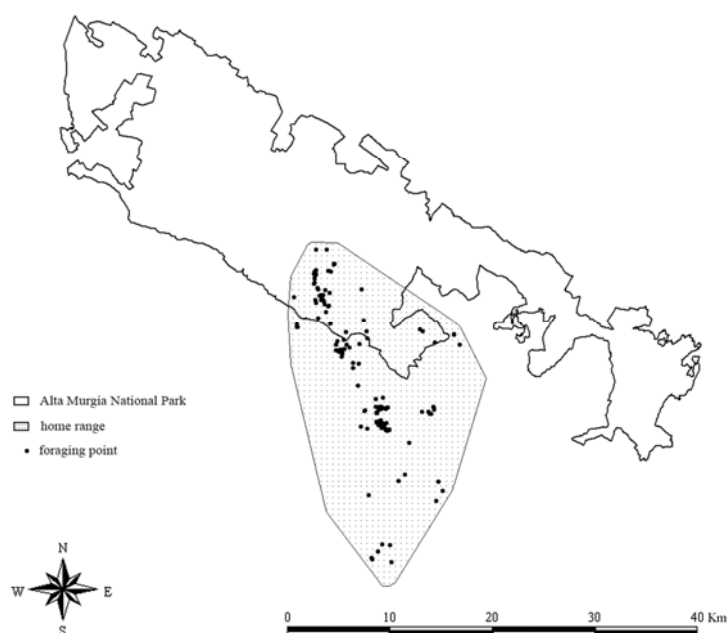 Alta Murgia National Park
home range
foraging point
N
W E
S
0 10 20 30 40 Km